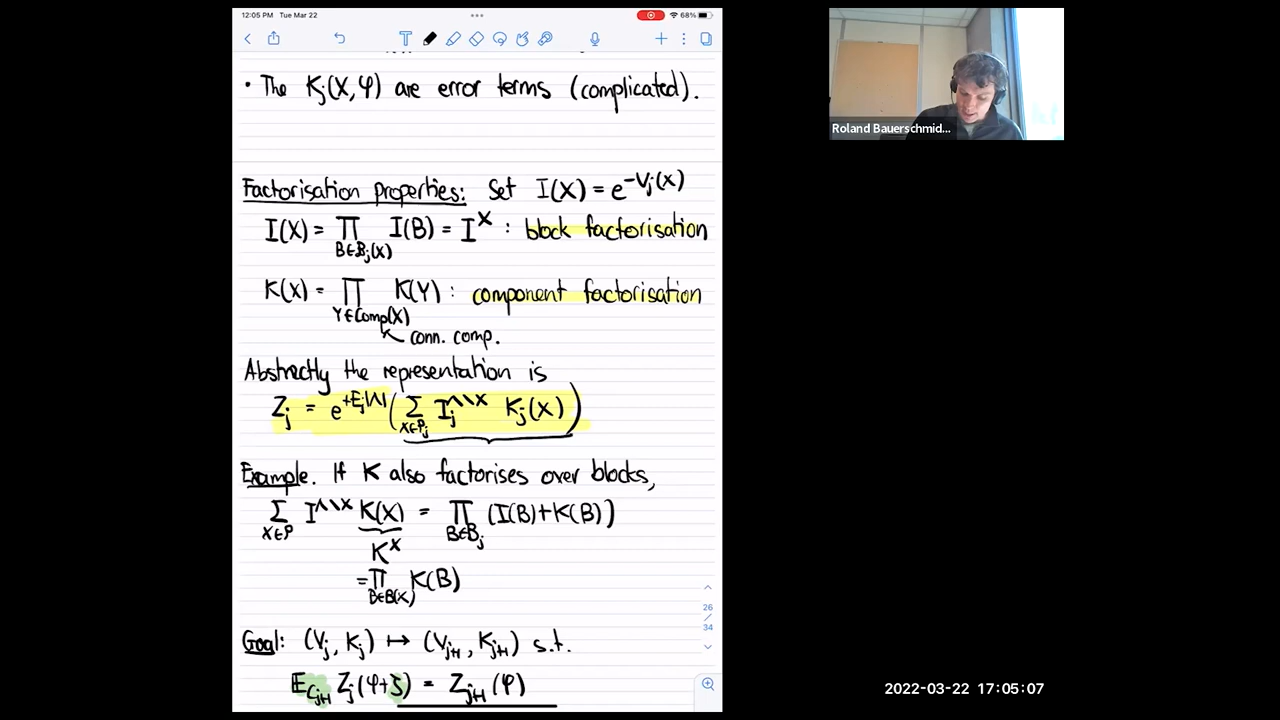 12:05 PM Tue Mar 22
68%
• The Kj(X,φ) are error terms (complicated).
Factorisation properties: Set I(X) = e^{-Vj(X)}
I(X) = ∏_{B∈Bj(X)} I(B) = I^X : block factorisation
K(X) = ∏_{Y∈Comp(X)} K(Y) : component factorisation
conn. comp.
Abstractly the representation is
Zj = e^{+Ej|Λ|} ( ∑_{X∈Pj} Ij^{Λ\X} Kj(X) )
Example. If K also factorises over blocks,
∑_{X∈P} I^{Λ\X} K(X) = ∏_{B∈Bj} (I(B)+K(B))
K^X
= ∏_{B∈B(X)} K(B)
Goal: (Vj, Kj) ↦ (Vj+1, Kj+1) s.t.
E_{Cj+1} Zj(φ+ζ) = Zj+1(φ)
26
/
34
Roland Bauerschmid...
2022-03-22 17:05:07